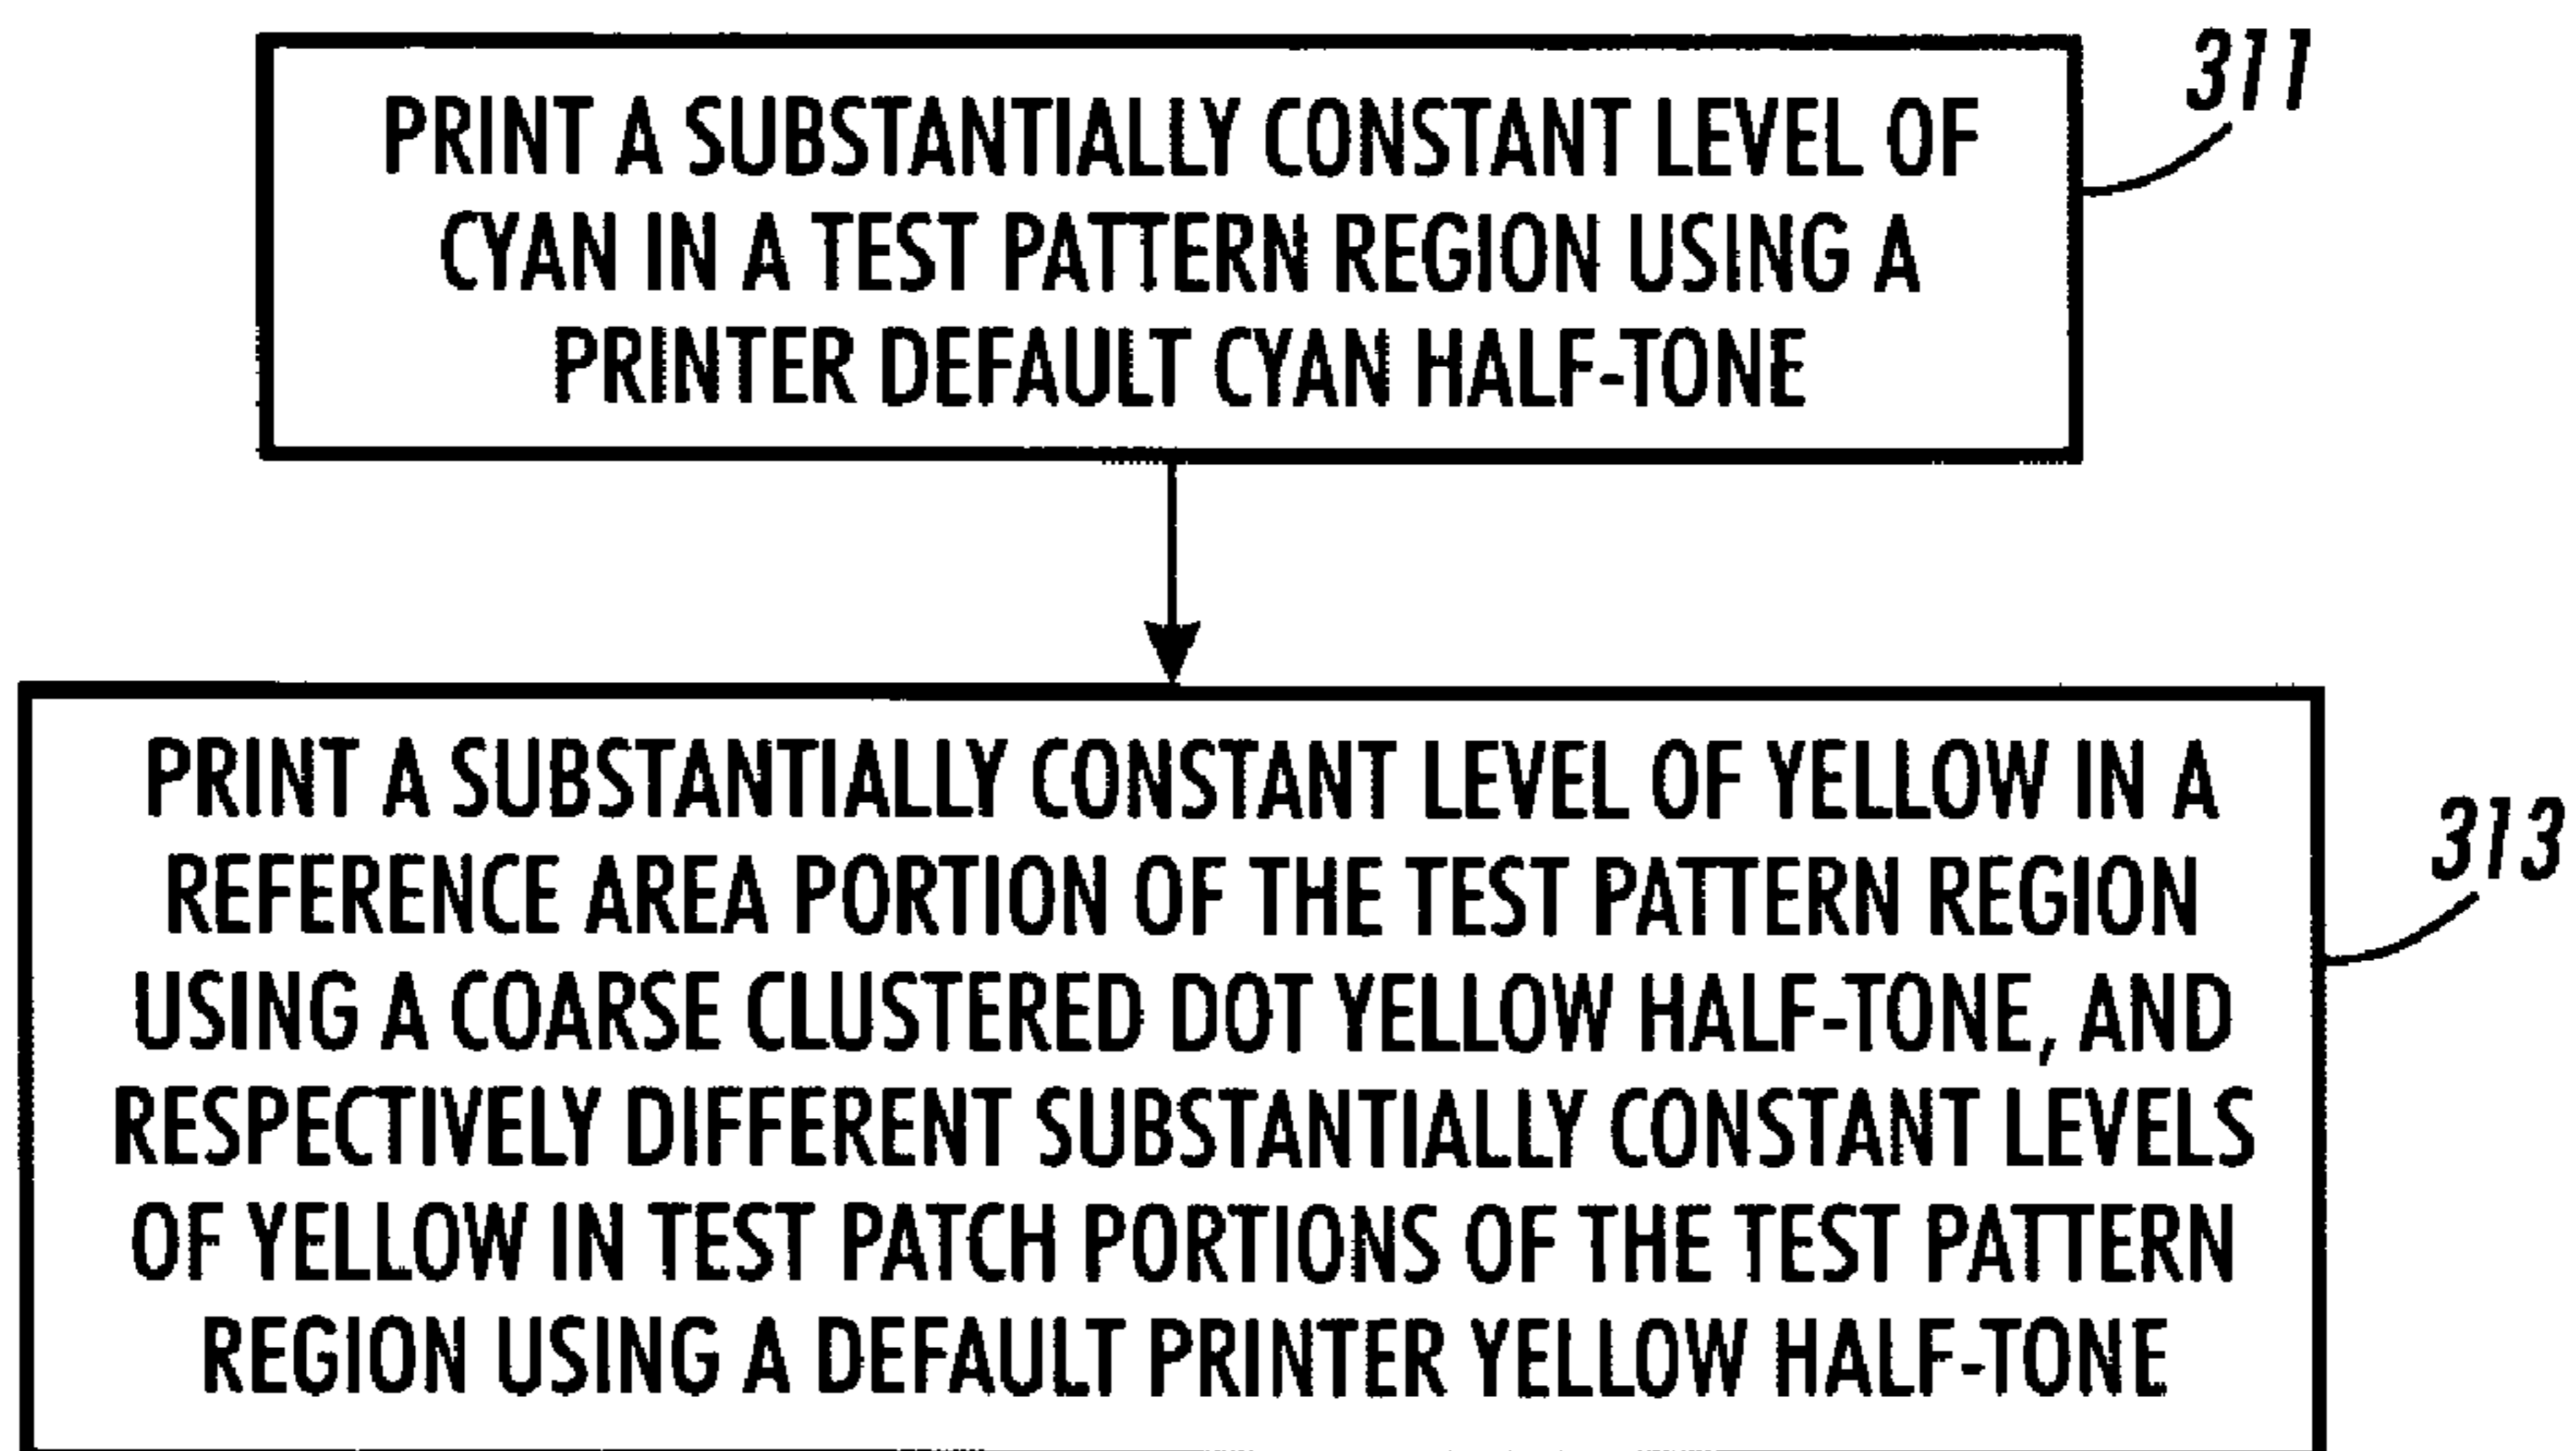 311
PRINT A SUBSTANTIALLY CONSTANT LEVEL OF
CYAN IN A TEST PATTERN REGION USING A
PRINTER DEFAULT CYAN HALF-TONE
PRINT A SUBSTANTIALLY CONSTANT LEVEL OF YELLOW IN A
313
REFERENCE AREA PORTION OF THE TEST PATTERN REGION
USING A COARSE CLUSTERED DOT YELLOW HALF-TONE, AND
RESPECTIVELY DIFFERENT SUBSTANTIALLY CONSTANT LEVELS
OF YELLOW IN TEST PATCH PORTIONS OF THE TEST PATTERN
REGION USING A DEFAULT PRINTER YELLOW HALF-TONE